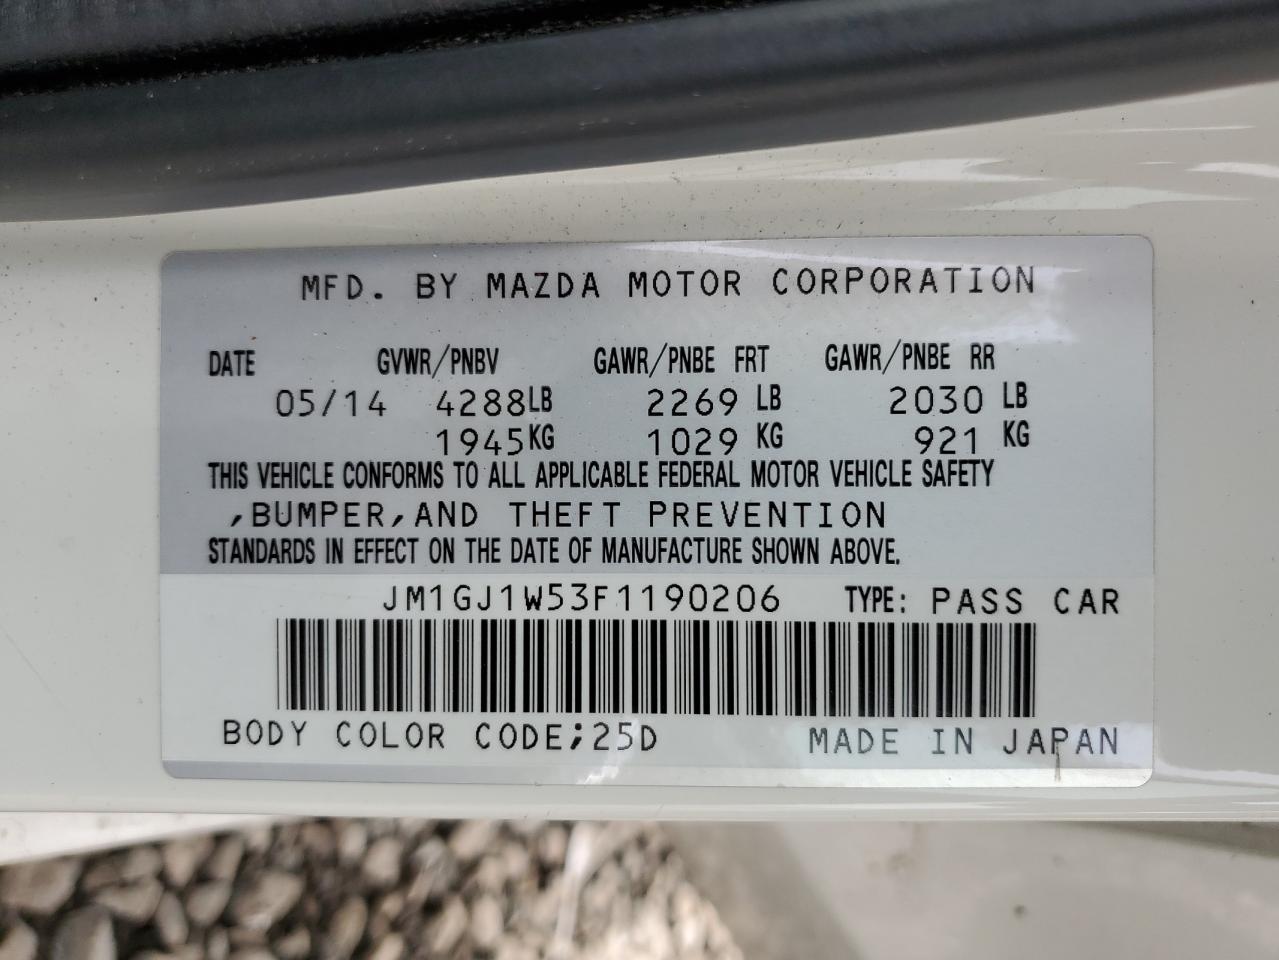 MFD. BY MAZDA MOTOR CORPORATION
DATE GVWR/PNBV GAWR/PNBE FRT GAWR/PNBE RR
05/14 4288LB 2269 LB 2030 LB
1945KG 1029 KG 921 KG
THIS VEHICLE CONFORMS TO ALL APPLICABLE FEDERAL MOTOR VEHICLE SAFETY
,BUMPER,AND THEFT PREVENTION
STANDARDS IN EFFECT ON THE DATE OF MANUFACTURE SHOWN ABOVE.
JM1GJ1W53F1190206 TYPE: PASS CAR
BODY COLOR CODE;25D MADE IN JAPAN